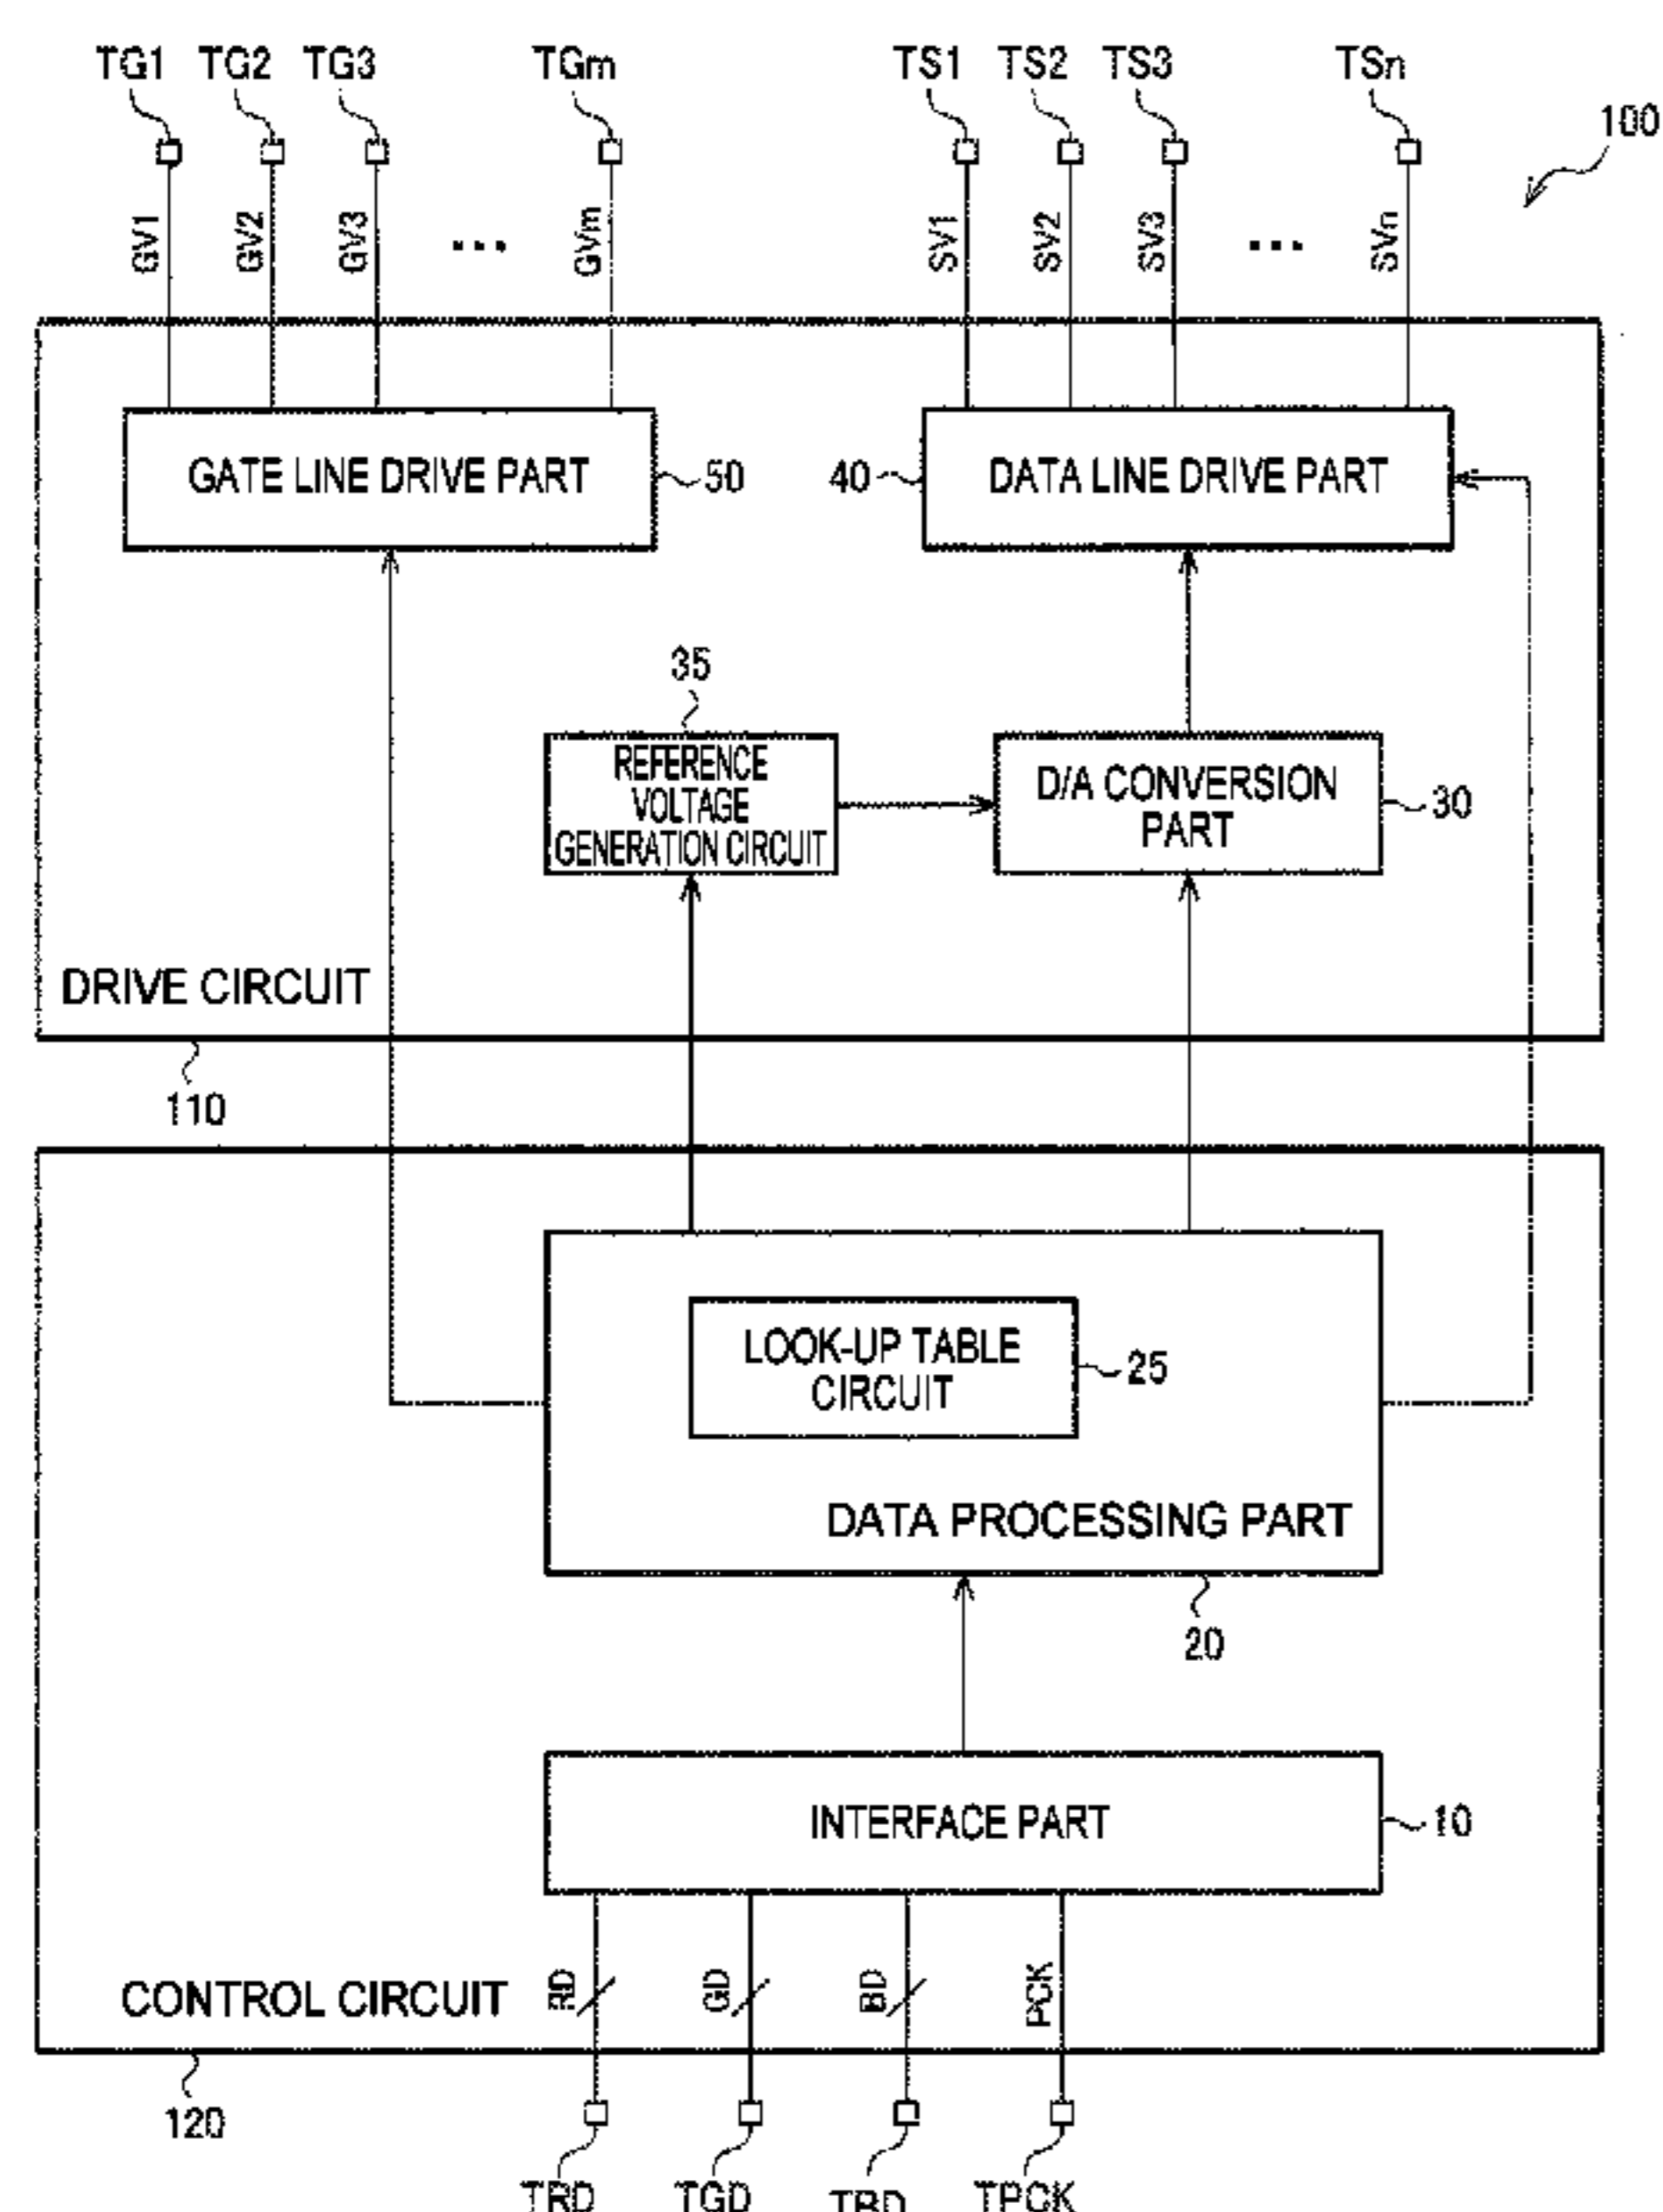 TG1 TG2 TG3 TGm TS1 TS2 TS3 TSn
100
GV1 GV2 GV3 ... GVm SV1 SV2 SV3 ... SVn
GATE LINE DRIVE PART 50 40 DATA LINE DRIVE PART
35
REFERENCE
VOLTAGE
GENERATION CIRCUIT
D/A CONVERSION
PART
30
DRIVE CIRCUIT
110
LOOK-UP TABLE
CIRCUIT
25
DATA PROCESSING PART
20
INTERFACE PART 10
RD GD BD PCK
CONTROL CIRCUIT
120
TRD TGD TBD TPCK